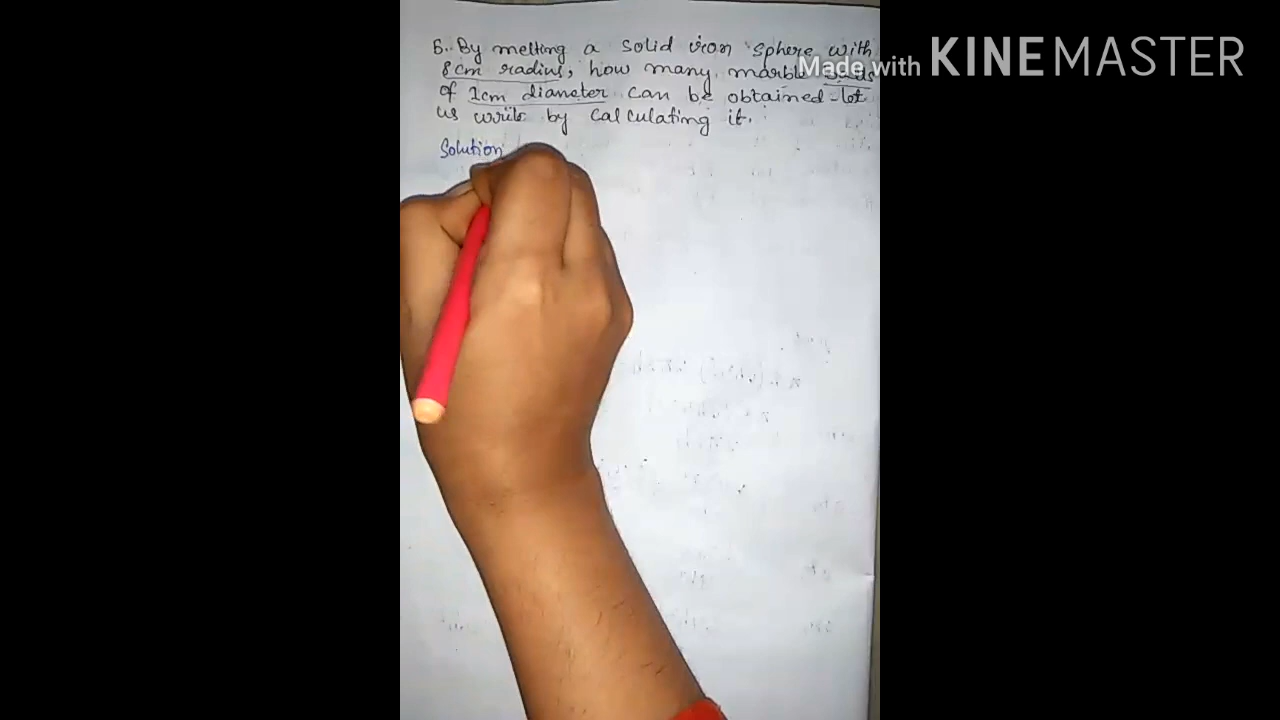 5. By melting a solid iron sphere with
8cm radius, how many marble
of 1cm diameter can be obtained - let
us write by calculating it.
Solution
Made with KINEMASTER